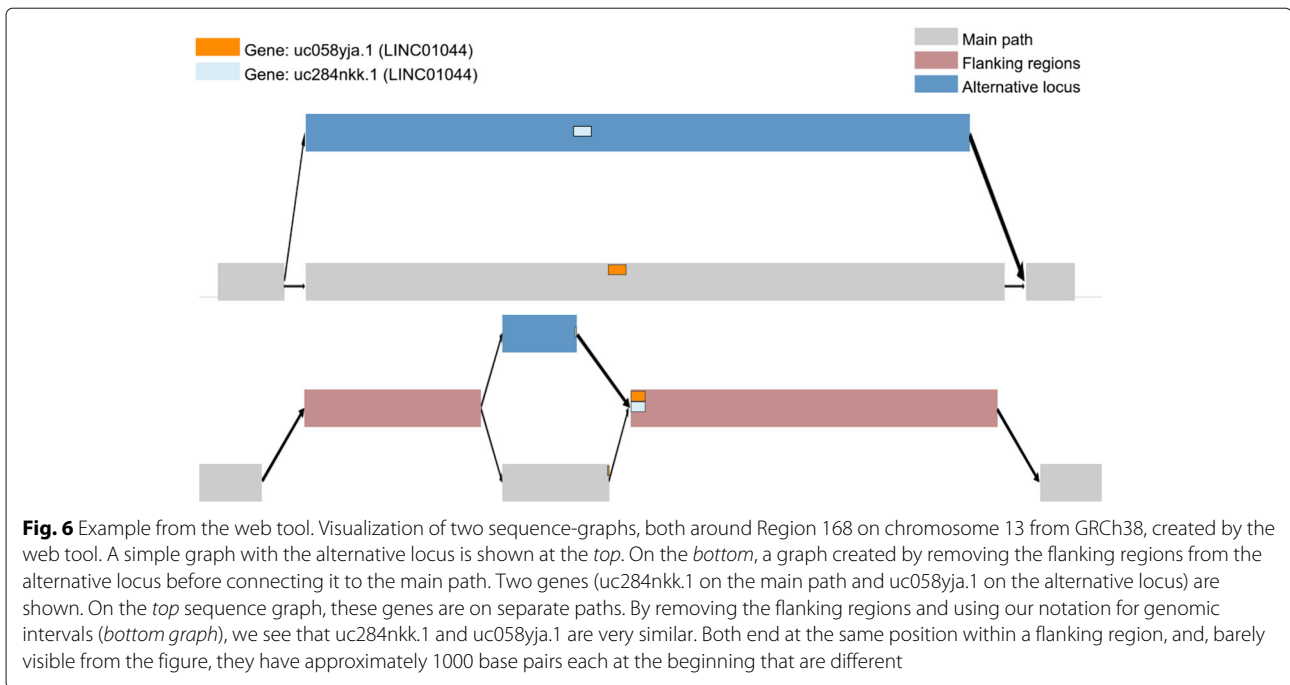 Gene: uc058yja.1 (LINC01044)
Gene: uc284nkk.1 (LINC01044)
Main path
Flanking regions
Alternative locus
Fig. 6 Example from the web tool. Visualization of two sequence-graphs, both around Region 168 on chromosome 13 from GRCh38, created by the
web tool. A simple graph with the alternative locus is shown at the top. On the bottom, a graph created by removing the flanking regions from the
alternative locus before connecting it to the main path. Two genes (uc284nkk.1 on the main path and uc058yja.1 on the alternative locus) are
shown. On the top sequence graph, these genes are on separate paths. By removing the flanking regions and using our notation for genomic
intervals (bottom graph), we see that uc284nkk.1 and uc058yja.1 are very similar. Both end at the same position within a flanking region, and, barely
visible from the figure, they have approximately 1000 base pairs each at the beginning that are different